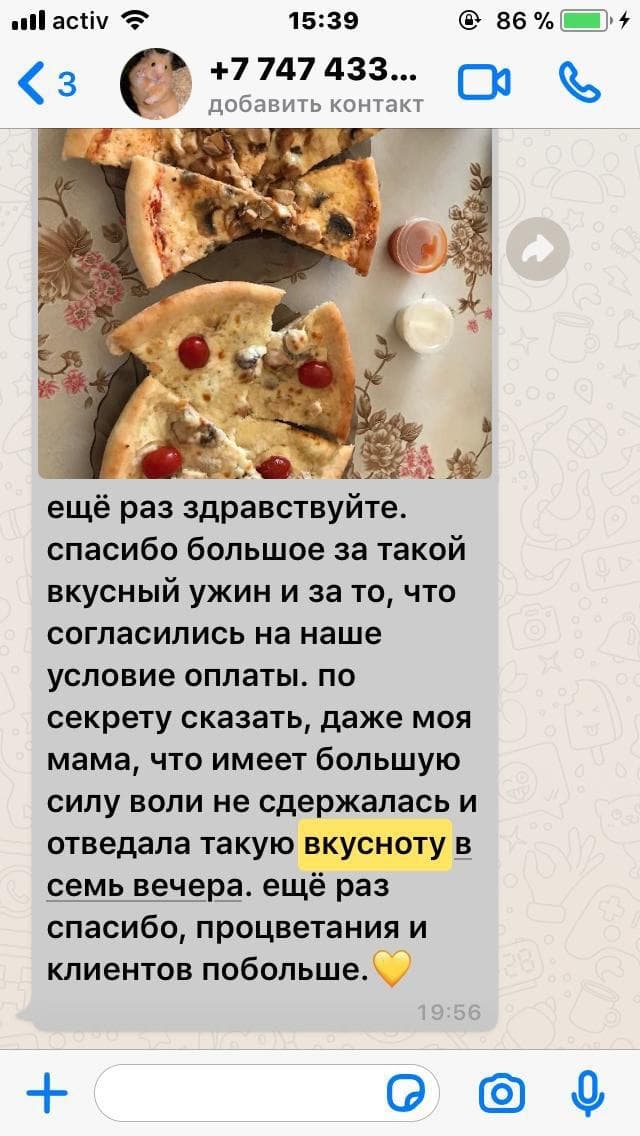 activ 15:39 86 %
3 +7 747 433...
добавить контакт
ещё раз здравствуйте.
спасибо большое за такой
вкусный ужин и за то, что
согласились на наше
условие оплаты. по
секрету сказать, даже моя
мама, что имеет большую
силу воли не сдержалась и
отведала такую вкусноту в
семь вечера. ещё раз
спасибо, процветания и
клиентов побольше.💛
19:56